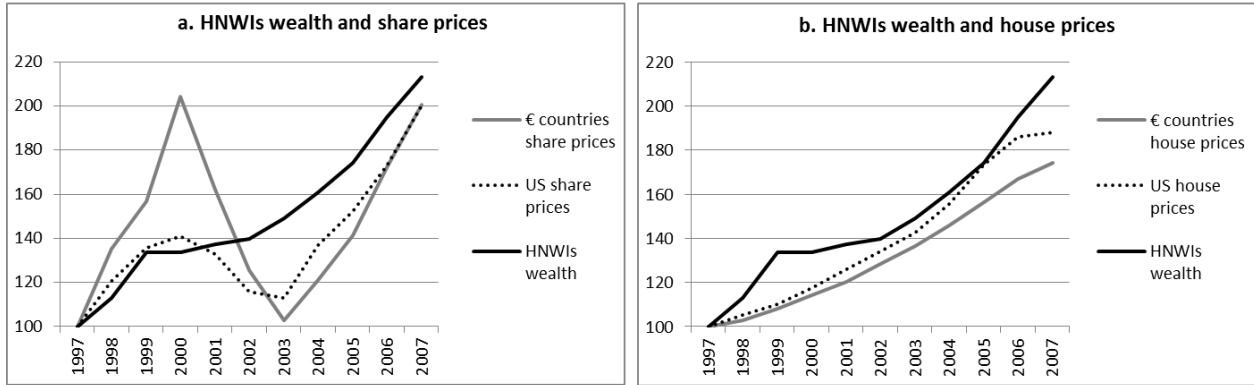 a. HNWIs wealth and share prices
220
200
180
160
140
120
100
1997
1998
1999
2000
2001
2002
2003
2004
2005
2006
2007
€ countries
share prices
US share
prices
HNWIs
wealth
b. HNWIs wealth and house prices
220
200
180
160
140
120
100
1997
1998
1999
2000
2001
2002
2003
2004
2005
2006
2007
€ countries
house prices
US house
prices
HNWIs
wealth